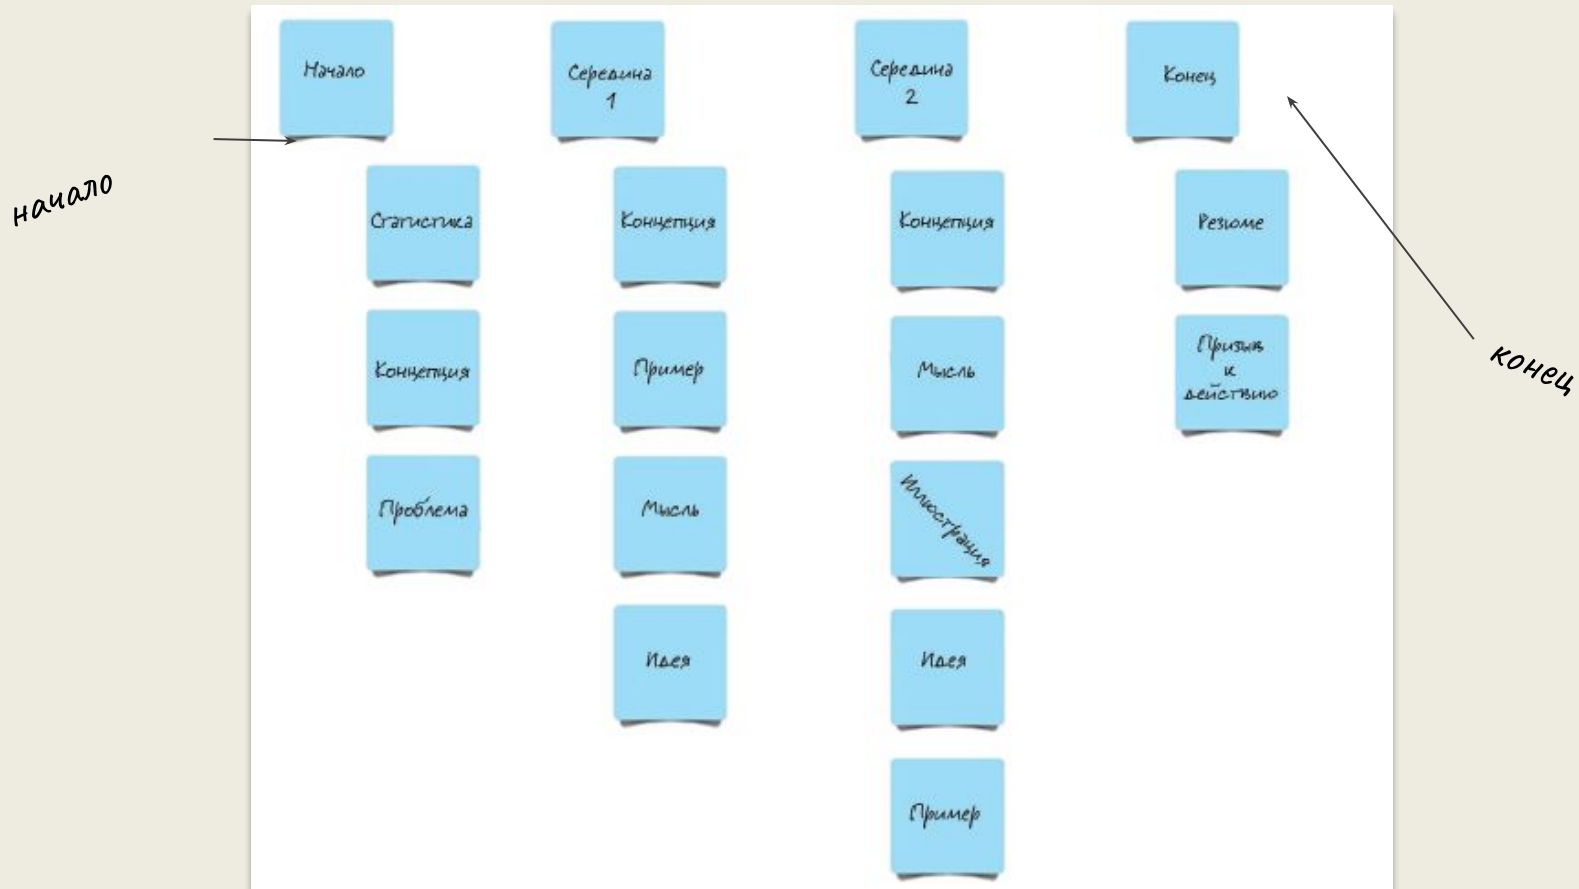 начало
Начало
Статистика
Концепция
Проблема
Середина
1
Концепция
Пример
Мысль
Идея
Середина
2
Концепция
Мысль
Иллюстрация
Идея
Пример
Конец
Резюме
Призыв
к
действию
конец